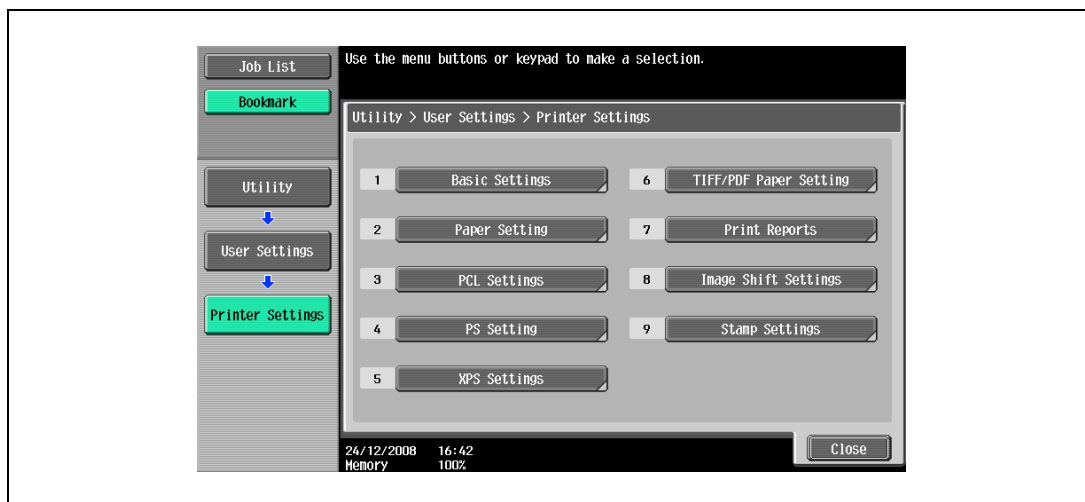 Use the menu buttons or keypad to make a selection.
Job List
Bookmark
Utility
User Settings
Printer Settings
Utility > User Settings > Printer Settings
1 Basic Settings
2 Paper Setting
3 PCL Settings
4 PS Setting
5 XPS Settings
6 TIFF/PDF Paper Setting
7 Print Reports
8 Image Shift Settings
9 Stamp Settings
24/12/2008 16:42
Memory 100%
Close